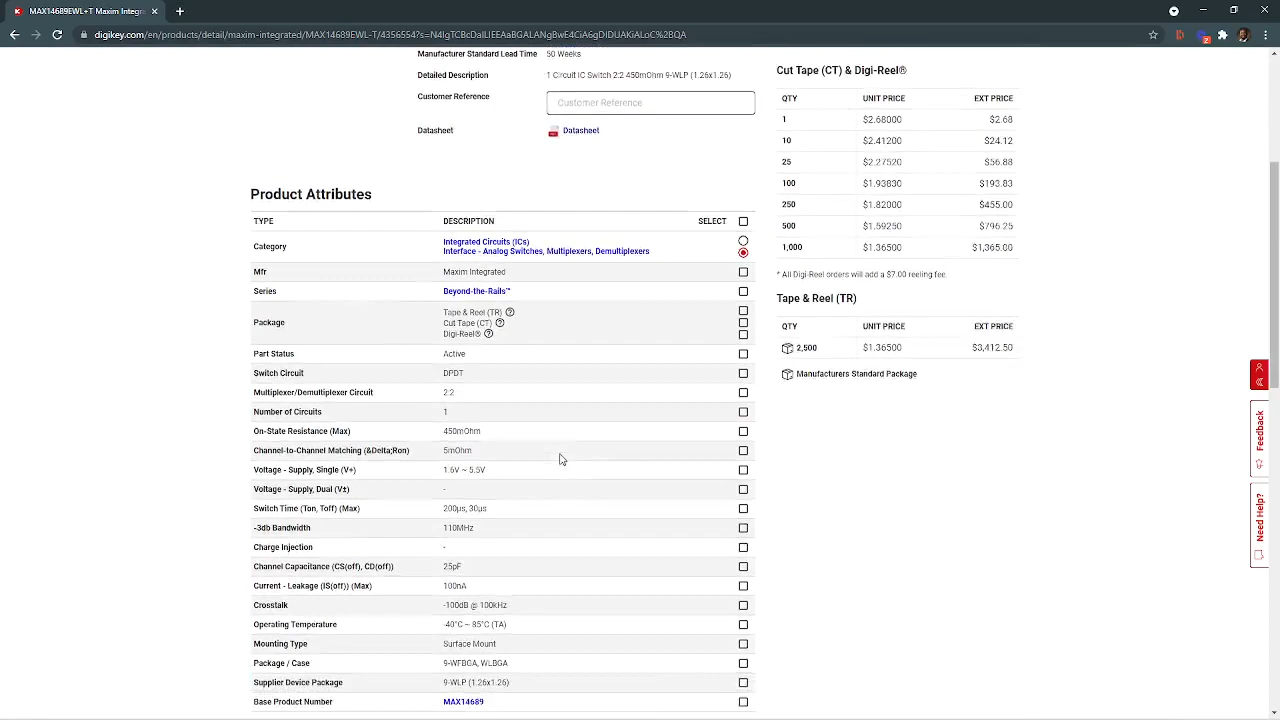 MAX14689EWL+T Maxim Integra
digikey.com/en/products/detail/maxim-integrated/MAX14689EWL-T/4356554?s=
Manufacturer Standard Lead Time 50 Weeks
Detailed Description 1 Circuit IC Switch 2:2 450mOhm 9-WLP (1.26x1.26)
Customer Reference Customer Reference
Datasheet Datasheet
Product Attributes
TYPE DESCRIPTION SELECT
Category Integrated Circuits (ICs)
Interface - Analog Switches, Multiplexers, Demultiplexers
Mfr Maxim Integrated
Series Beyond-the-Rails™
Package Tape & Reel (TR)
Cut Tape (CT)
Digi-Reel®
Part Status Active
Switch Circuit DPDT
Multiplexer/Demultiplexer Circuit 2:2
Number of Circuits 1
On-State Resistance (Max) 450mOhm
Channel-to-Channel Matching (&Delta;Ron) 5mOhm
Voltage - Supply, Single (V+) 1.6V ~ 5.5V
Voltage - Supply, Dual (V±) -
Switch Time (Ton, Toff) (Max) 200µs, 30µs
-3db Bandwidth 110MHz
Charge Injection -
Channel Capacitance (CS(off), CD(off)) 25pF
Current - Leakage (IS(off)) (Max) 100nA
Crosstalk -100dB @ 100kHz
Operating Temperature -40°C ~ 85°C (TA)
Mounting Type Surface Mount
Package / Case 9-WFBGA, WLBGA
Supplier Device Package 9-WLP (1.26x1.26)
Base Product Number MAX14689
Cut Tape (CT) & Digi-Reel®
QTY UNIT PRICE EXT PRICE
1 $2.68000 $2.68
10 $2.41200 $24.12
25 $2.27520 $56.88
100 $1.93830 $193.83
250 $1.82000 $455.00
500 $1.59250 $796.25
1,000 $1.36500 $1,365.00
* All Digi-Reel orders will add a $7.00 reeling fee.
Tape & Reel (TR)
QTY UNIT PRICE EXT PRICE
2,500 $1.36500 $3,412.50
Manufacturers Standard Package
Feedback
Need Help?